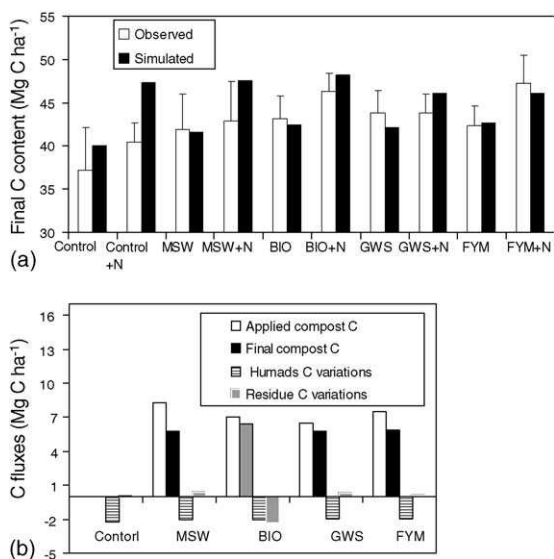 Final C content (Mg C ha⁻¹)
55
50
45
40
35
30
Observed
Simulated
Control
Control +N
MSW
MSW+N
BIO
BIO+N
GWS
GWS+N
FYM
FYM+N
(a)
C fluxes (Mg C ha⁻¹)
16
13
10
7
4
1
-2
-5
Applied compost C
Final compost C
Humads C variations
Residue C variations
Contorl
MSW
BIO
GWS
FYM
(b)